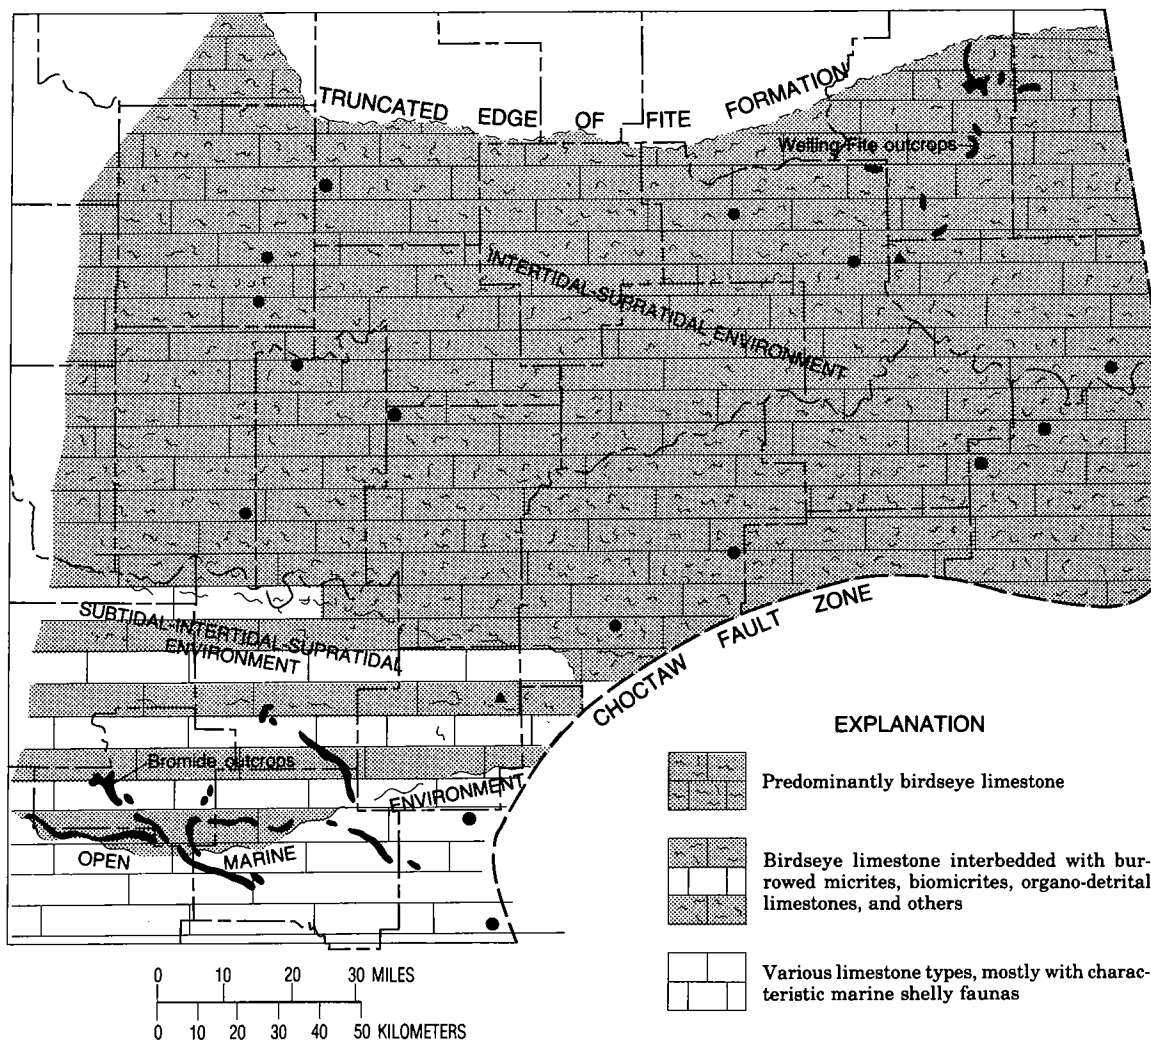 TRUNCATED EDGE OF FITE FORMATION
Welling-Fite outcrops
INTERTIDAL-SUPRATIDAL ENVIRONMENT
SUBTIDAL-INTERTIDAL-SUPRATIDAL
ENVIRONMENT
CHOCTAW FAULT ZONE
Bromide outcrops
OPEN MARINE ENVIRONMENT
EXPLANATION
Predominantly birdseye limestone
Birdseye limestone interbedded with bur-
rowed micrites, biomicrites, organo-detrital
limestones, and others
Various limestone types, mostly with charac-
teristic marine shelly faunas
0 10 20 30 MILES
0 10 20 30 40 50 KILOMETERS